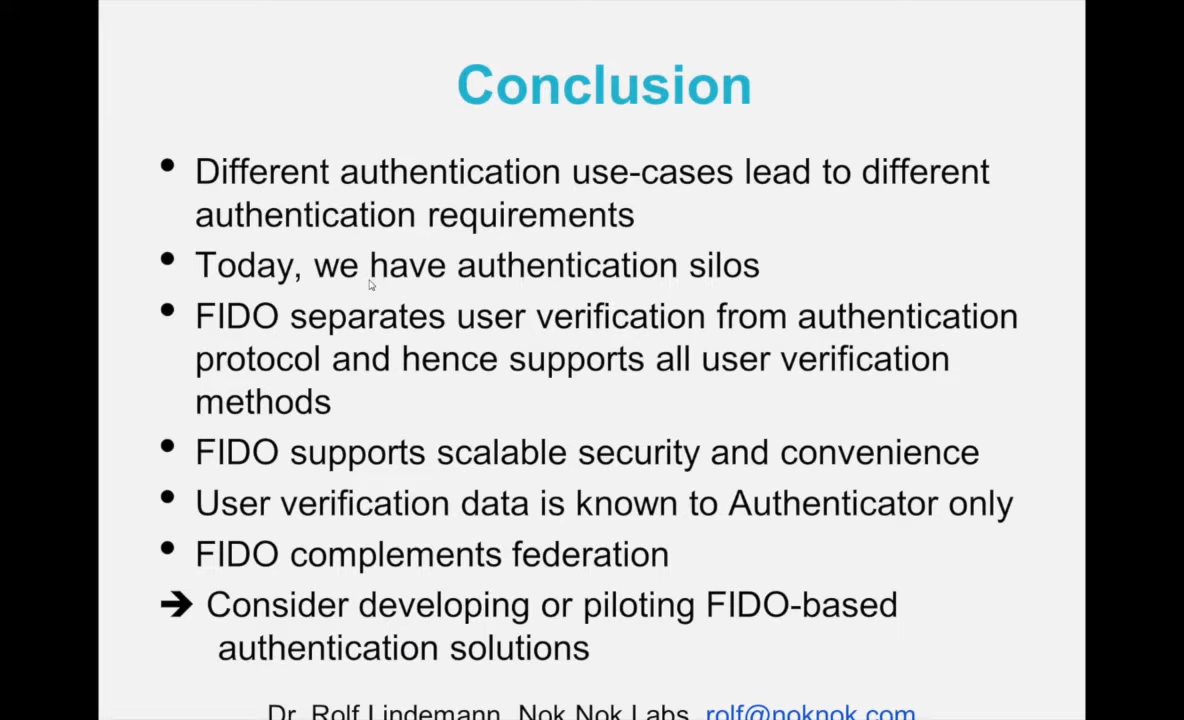 Conclusion
• Different authentication use-cases lead to different
authentication requirements
• Today, we have authentication silos
• FIDO separates user verification from authentication
protocol and hence supports all user verification
methods
• FIDO supports scalable security and convenience
• User verification data is known to Authenticator only
• FIDO complements federation
➔ Consider developing or piloting FIDO-based
authentication solutions
Dr. Rolf Lindemann, Nok Nok Labs, rolf@noknok.com